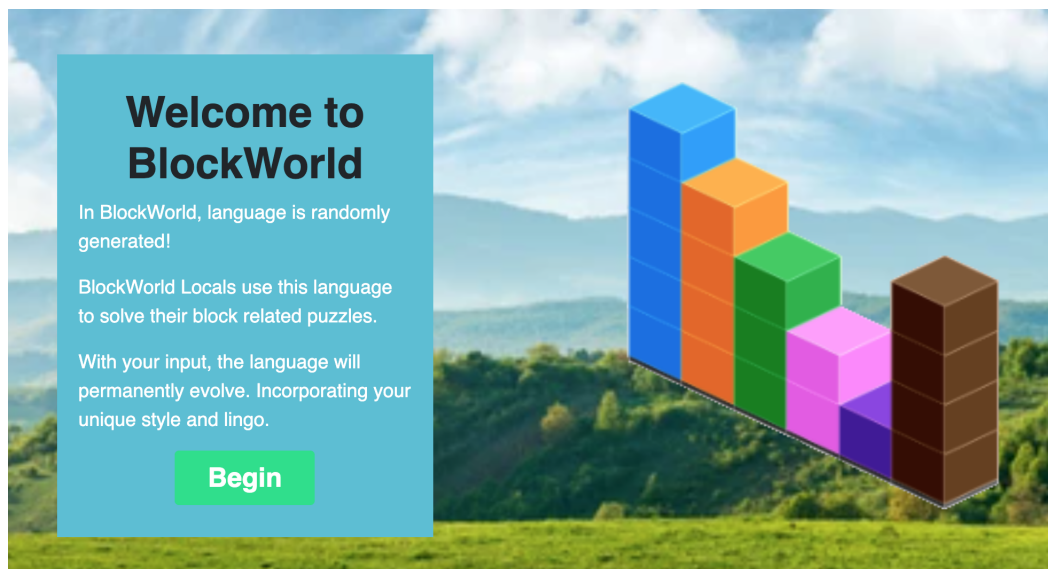 Welcome to
BlockWorld
In BlockWorld, language is randomly
generated!
BlockWorld Locals use this language
to solve their block related puzzles.
With your input, the language will
permanently evolve. Incorporating your
unique style and lingo.
Begin